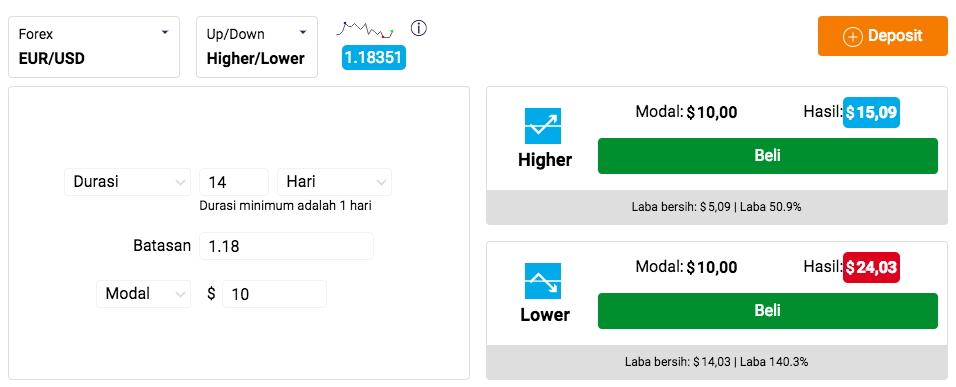 Forex
EUR/USD
Up/Down
Higher/Lower
1.18351
Deposit
Durasi 14 Hari
Durasi minimum adalah 1 hari
Batasan 1.18
Modal $ 10
Higher
Modal: $10,00 Hasil: $15,09
Beli
Laba bersih: $5,09 | Laba 50.9%
Lower
Modal: $10,00 Hasil: $24,03
Beli
Laba bersih: $14,03 | Laba 140.3%